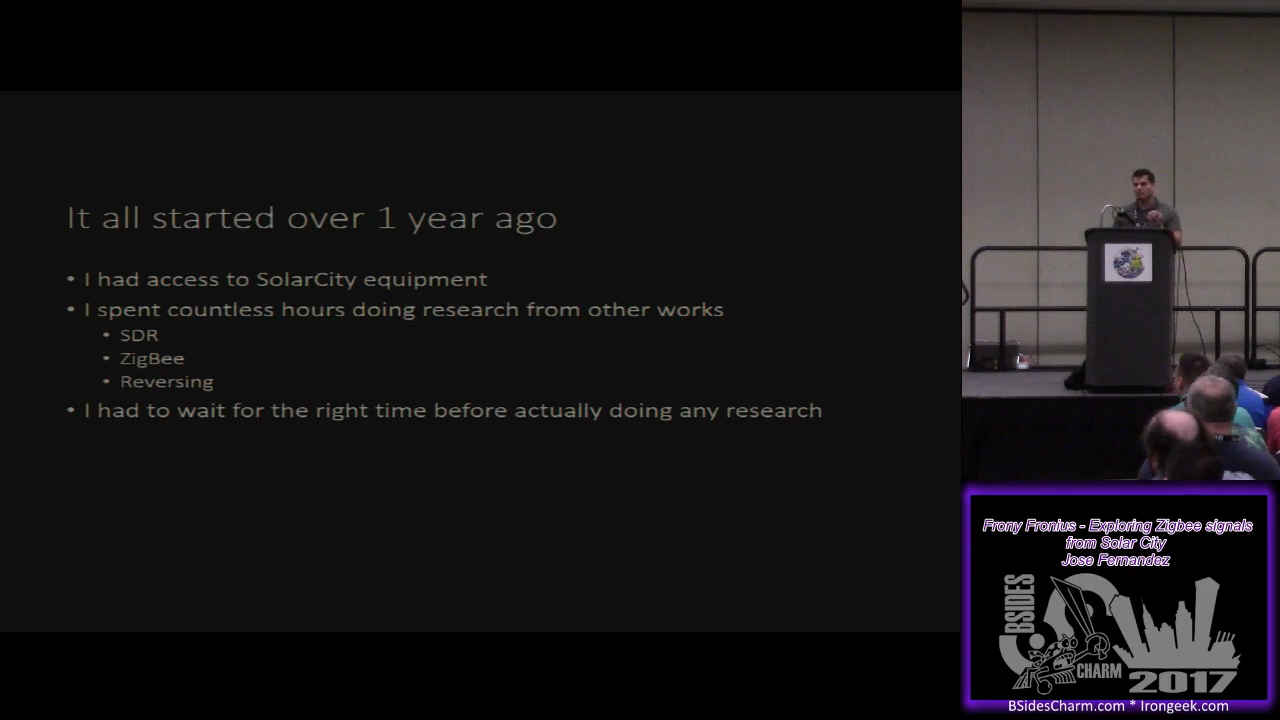 It all started over 1 year ago
• I had access to SolarCity equipment
• I spent countless hours doing research from other works
• SDR
• ZigBee
• Reversing
• I had to wait for the right time before actually doing any research
Frony Fronius - Exploring Zigbee signals
from Solar City
Jose Fernandez
BSIDES
CHARM
2017
BSidesCharm.com * Irongeek.com